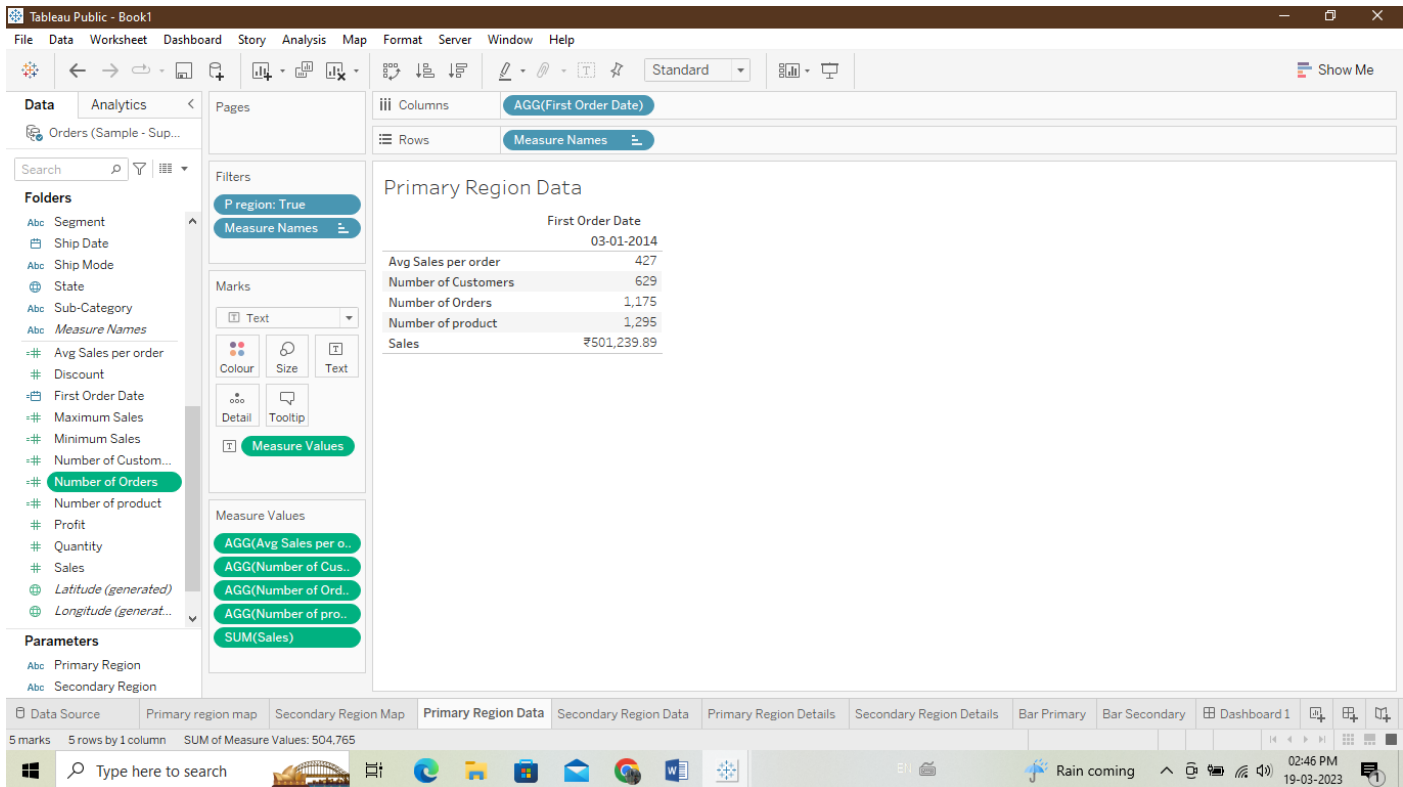 Tableau Public - Book1
File Data Worksheet Dashboard Story Analysis Map Format Server Window Help
Standard
Show Me
Data Analytics
Orders (Sample - Sup...
Search
Folders
Abc Segment
Ship Date
Abc Ship Mode
State
Abc Sub-Category
Abc Measure Names
=# Avg Sales per order
# Discount
First Order Date
=# Maximum Sales
=# Minimum Sales
=# Number of Custom...
=# Number of Orders
=# Number of product
# Profit
# Quantity
# Sales
Latitude (generated)
Longitude (generat...
Parameters
Abc Primary Region
Abc Secondary Region
Pages
Filters
P region: True
Measure Names
Marks
T Text
Colour Size Text
Detail Tooltip
T Measure Values
Measure Values
AGG(Avg Sales per o..
AGG(Number of Cus..
AGG(Number of Ord..
AGG(Number of pro..
SUM(Sales)
iii Columns AGG(First Order Date)
Rows Measure Names
Primary Region Data
First Order Date
03-01-2014
Avg Sales per order 427
Number of Customers 629
Number of Orders 1,175
Number of product 1,295
Sales ₹501,239.89
Data Source Primary region map Secondary Region Map Primary Region Data Secondary Region Data Primary Region Details Secondary Region Details Bar Primary Bar Secondary Dashboard 1
5 marks 5 rows by 1 column SUM of Measure Values: 504,765
Type here to search
EN
Rain coming
02:46 PM
19-03-2023
1